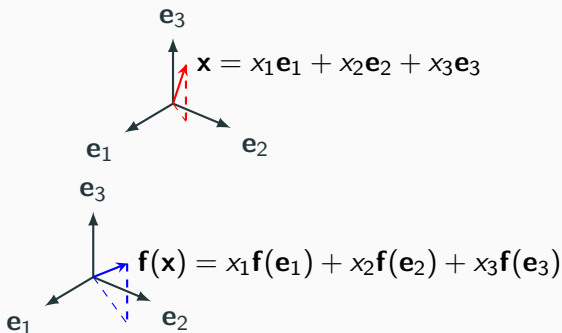 e₃
x = x₁e₁ + x₂e₂ + x₃e₃
e₁
e₂
e₃
f(x) = x₁f(e₁) + x₂f(e₂) + x₃f(e₃)
e₁
e₂